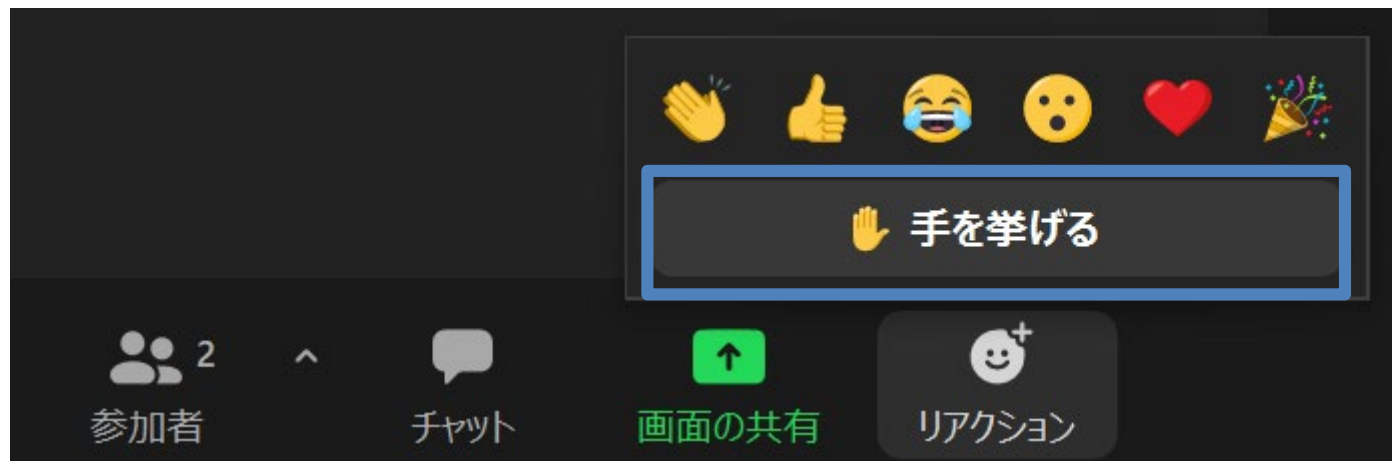 手を挙げる
2
参加者
チャット
画面の共有
リアクション